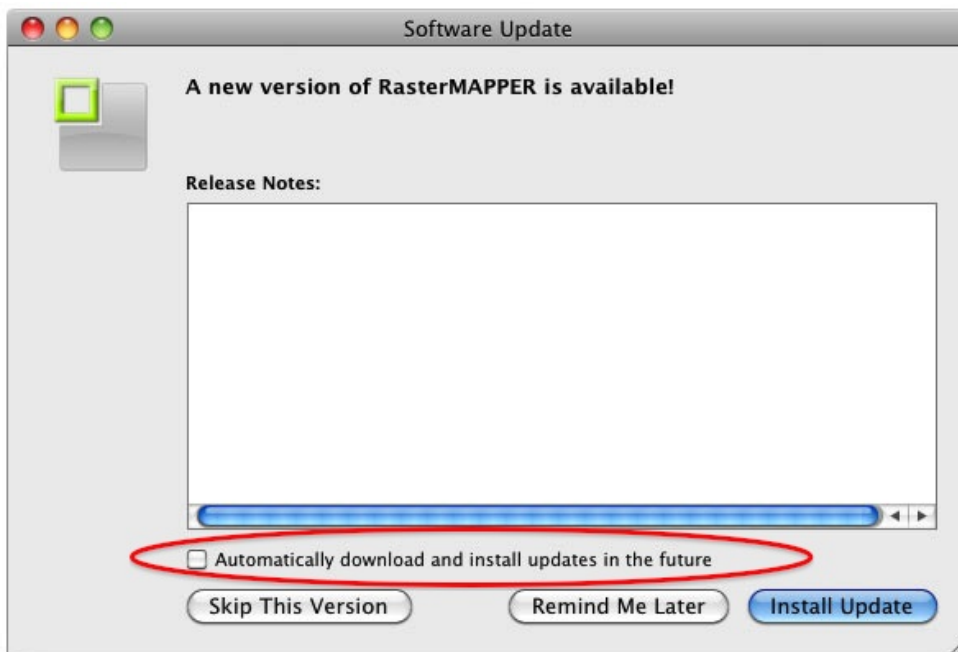 Software Update
A new version of RasterMAPPER is available!
Release Notes:
Automatically download and install updates in the future
Skip This Version
Remind Me Later
Install Update